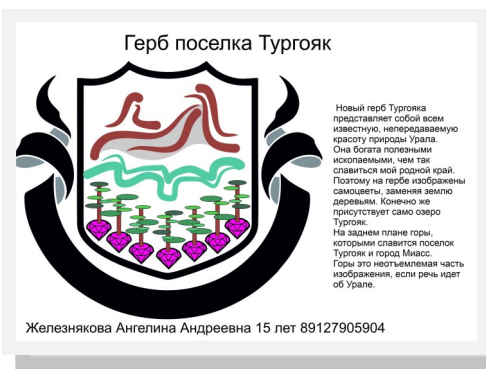 Герб поселка Тургояк
Новый герб Тургояка
представляет собой всем
известную, непередаваемую
красоту природы Урала.
Она богата полезными
ископаемыми, чем так
славиться мой родной край.
Поэтому на гербе изображены
самоцветы, заменяя землю
деревьям. Конечно же
присутствует само озеро
Тургояк.
На заднем плане горы,
которыми славится поселок
Тургояк и город Миасс.
Горы это неотъемлемая часть
изображения, если речь идет
об Урале.
Железнякова Ангелина Андреевна 15 лет 89127905904